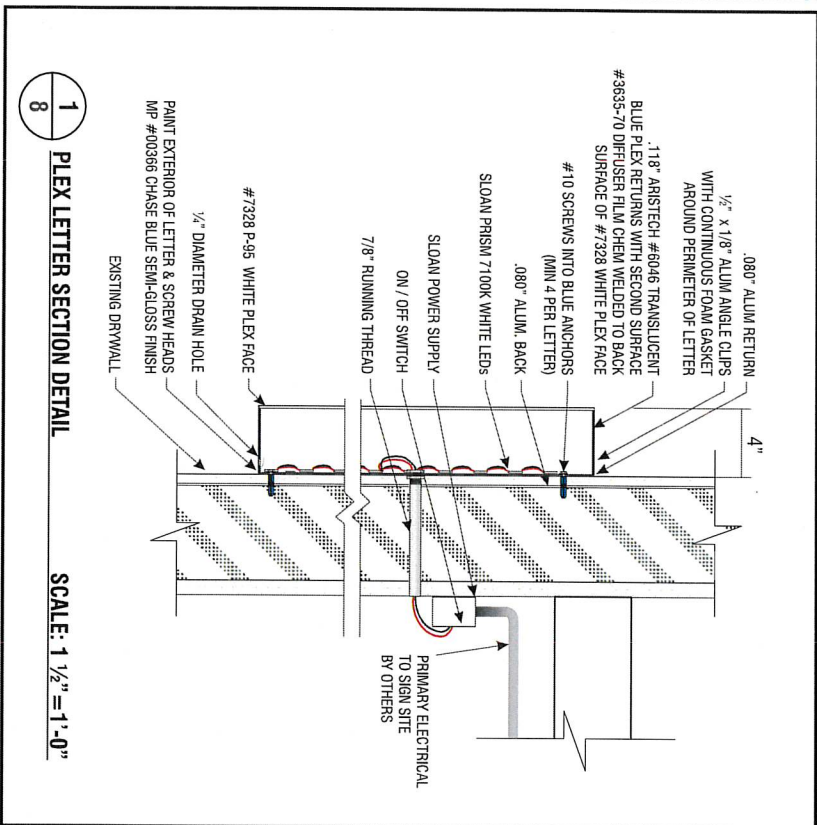 .080" ALUM RETURN
½" x 1/8" ALUM ANGLE CLIPS
WITH CONTINUOUS FOAM GASKET
AROUND PERIMETER OF LETTER
.118" ARISTECH #6046 TRANSLUCENT
BLUE PLEX RETURNS WITH SECOND SURFACE
#3635-70 DIFFUSER FILM CHEM WELDED TO BACK
SURFACE OF #7328 WHITE PLEX FACE
#10 SCREWS INTO BLUE ANCHORS
(MIN 4 PER LETTER)
.080" ALUM. BACK
SLOAN PRISM 7100K WHITE LEDs
SLOAN POWER SUPPLY
ON / OFF SWITCH
7/8" RUNNING THREAD
#7328 P-95 WHITE PLEX FACE
¼" DIAMETER DRAIN HOLE
PAINT EXTERIOR OF LETTER & SCREW HEADS
MP #00366 CHASE BLUE SEMI-GLOSS FINISH
EXISTING DRYWALL
4"
PRIMARY ELECTRICAL
TO SIGN SITE
BY OTHERS
1
8
PLEX LETTER SECTION DETAIL
SCALE: 1 ½"=1'-0"